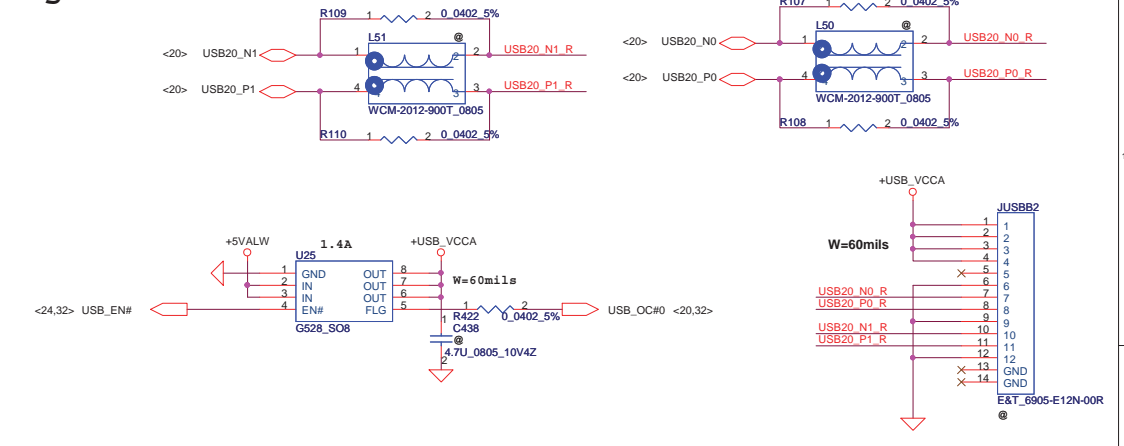 R109 1 2 0_0402_5%
L51 @
<20> USB20_N1 1 2 2 USB20_N1_R
<20> USB20_P1 4 3 3 USB20_P1_R
WCM-2012-900T_0805
R110 1 2 0_0402_5%
R107 1 2 0_0402_5%
L50 @
<20> USB20_N0 1 2 2 USB20_N0_R
<20> USB20_P0 4 3 3 USB20_P0_R
WCM-2012-900T_0805
R108 1 2 0_0402_5%
+5VALW 1.4A +USB_VCCA
U25
1 GND OUT 8
2 IN OUT 7
3 IN OUT 6
4 EN# FLG 5
G528_SO8
W=60mils
<24,32> USB_EN#
1 2
R422 0_0402_5%
USB_OC#0 <20,32>
1
C438
@
4.7U_0805_10V4Z
2
+USB_VCCA
JUSBB2
W=60mils
1 1
2 2
3 3
4 4
5 5
6 6
USB20_N0_R 7 7
USB20_P0_R 8 8
9 9
USB20_N1_R 10 10
USB20_P1_R 11 11
12 12
13 GND
14 GND
E&T_6905-E12N-00R
@